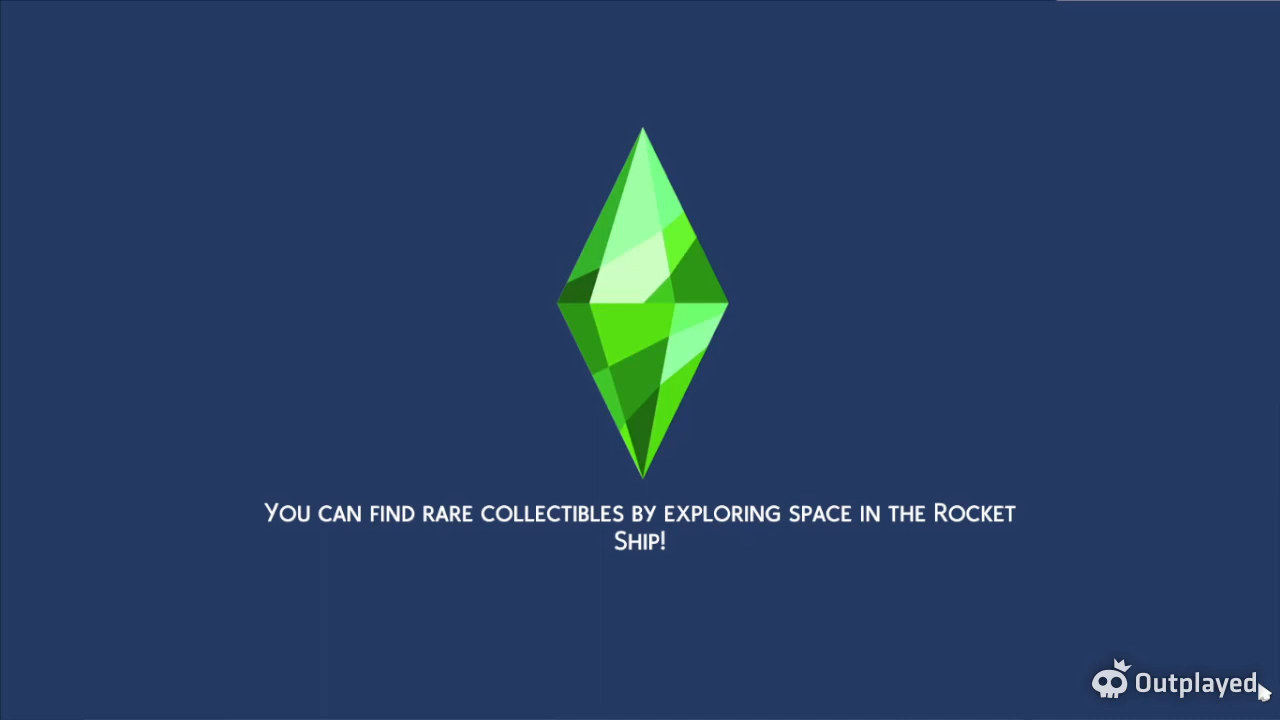 You can find rare collectibles by exploring space in the Rocket
Ship!
Outplayed